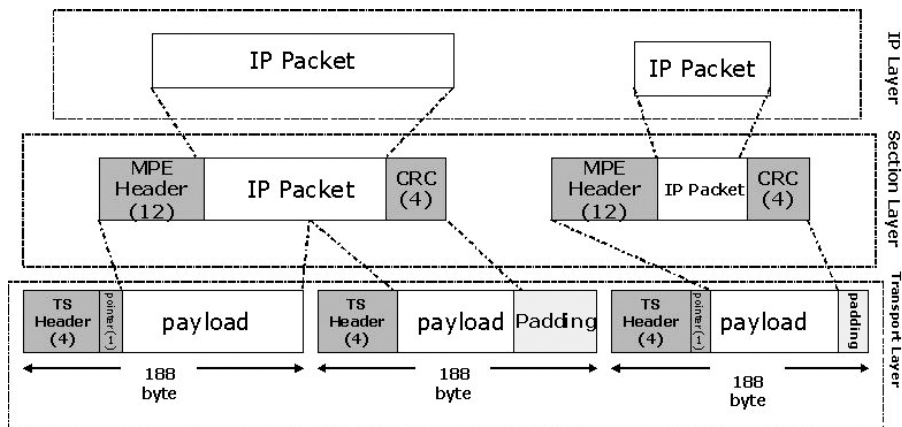 IP Packet
IP Packet
IP Layer
MPE
Header
(12)
IP Packet
CRC
(4)
MPE
Header
(12)
IP Packet
CRC
(4)
Section Layer
TS
Header
(4)
pointer(1)
payload
TS
Header
(4)
payload
Padding
TS
Header
(4)
pointer(1)
payload
padding
Transport Layer
188
byte
188
byte
188
byte